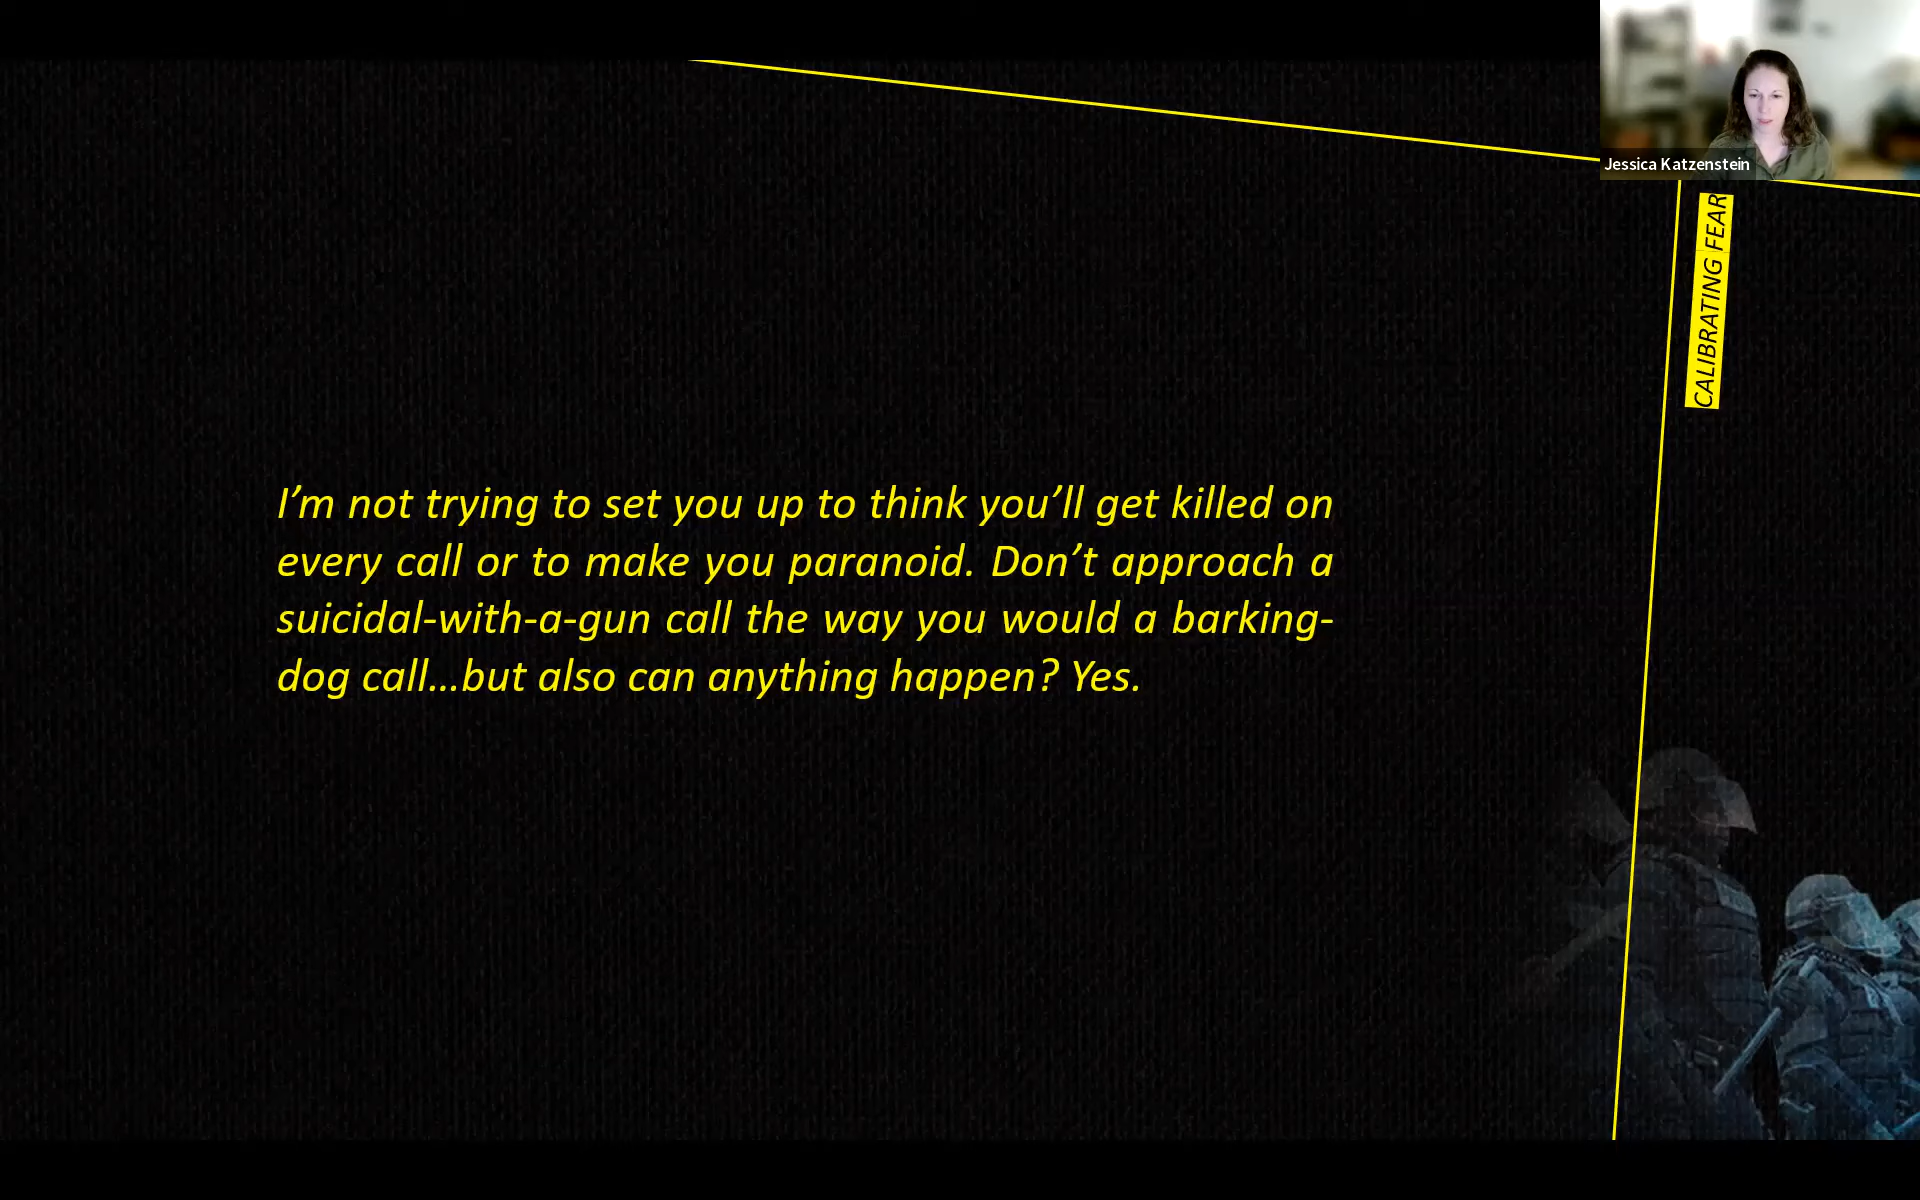 Jessica Katzenstein
CALIBRATING FEAR
I’m not trying to set you up to think you’ll get killed on
every call or to make you paranoid. Don’t approach a
suicidal-with-a-gun call the way you would a barking-
dog call…but also can anything happen? Yes.